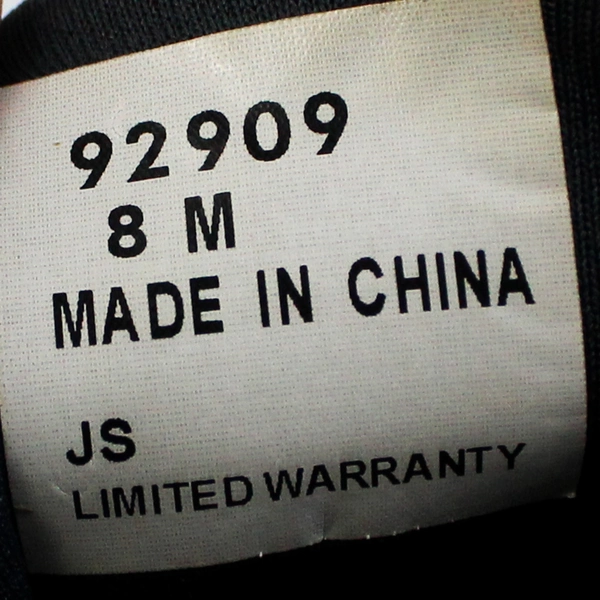 92909
8 M
MADE IN CHINA
JS
LIMITED WARRANTY